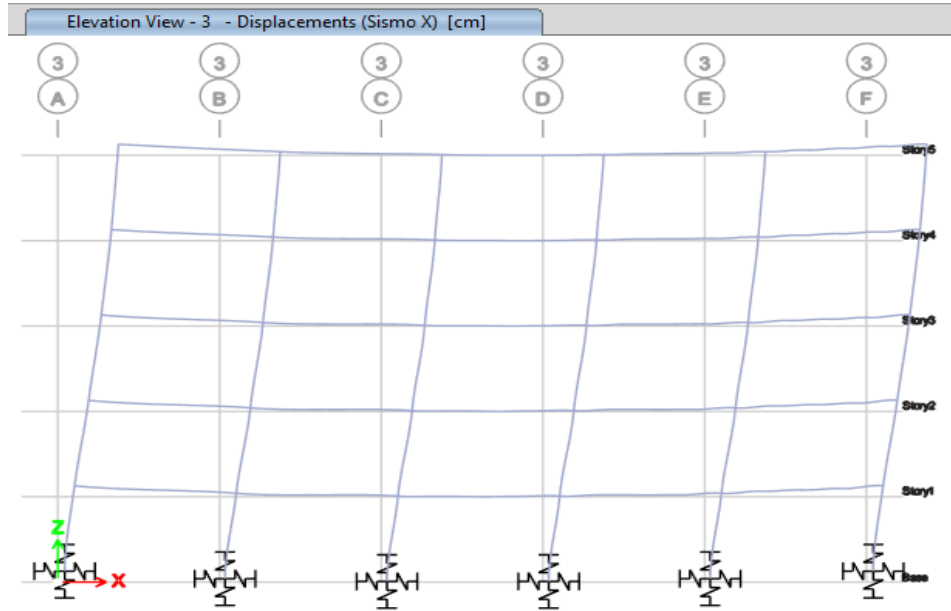 Elevation View - 3 - Displacements (Sismo X) [cm]
3 3 3 3 3 3
A B C D E F
Story5
Story4
Story3
Story2
Story1
Z
X
Base